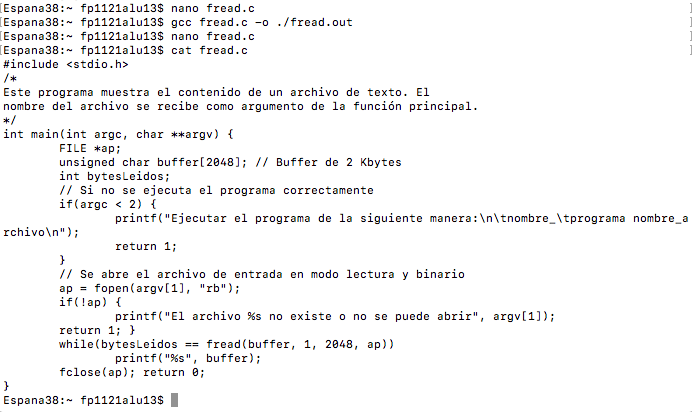 [Espana38:~ fp1121alu13$ nano fread.c ]
[Espana38:~ fp1121alu13$ gcc fread.c -o ./fread.out ]
[Espana38:~ fp1121alu13$ nano fread.c ]
[Espana38:~ fp1121alu13$ cat fread.c ]
#include <stdio.h>
/*
Este programa muestra el contenido de un archivo de texto. El
nombre del archivo se recibe como argumento de la función principal.
*/
int main(int argc, char **argv) {
        FILE *ap;
        unsigned char buffer[2048]; // Buffer de 2 Kbytes
        int bytesLeidos;
        // Si no se ejecuta el programa correctamente
        if(argc < 2) {
                printf("Ejecutar el programa de la siguiente manera:\n\tnombre_\tprograma nombre_a
rchivo\n");
                return 1;
        }
        // Se abre el archivo de entrada en modo lectura y binario
        ap = fopen(argv[1], "rb");
        if(!ap) {
                printf("El archivo %s no existe o no se puede abrir", argv[1]);
        return 1; }
        while(bytesLeidos == fread(buffer, 1, 2048, ap))
                printf("%s", buffer);
        fclose(ap); return 0;
}
Espana38:~ fp1121alu13$